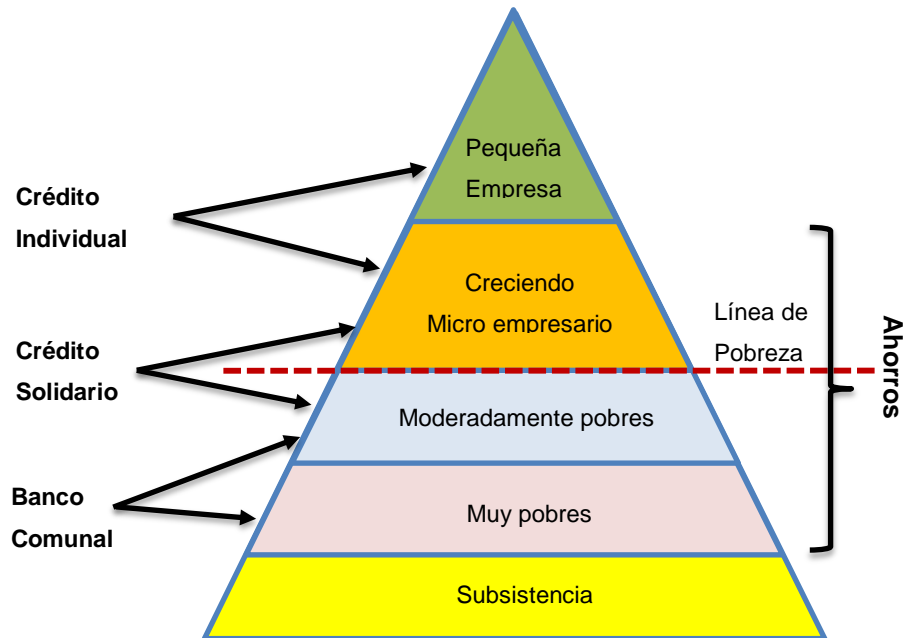 Pequeña
Empresa
Crédito
Individual
Creciendo
Micro empresario
Línea de
Pobreza
Ahorros
Crédito
Solidario
Moderadamente pobres
Banco
Comunal
Muy pobres
Subsistencia